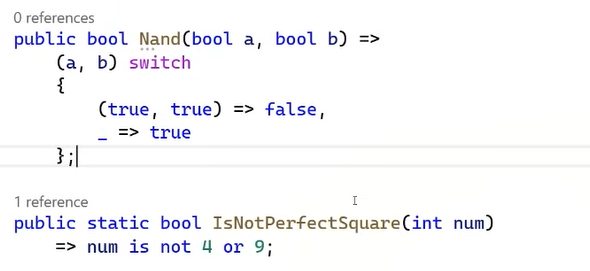 0 references
public bool Nand(bool a, bool b) =>
    (a, b) switch
    {
        (true, true) => false,
        _ => true
    };
1 reference
public static bool IsNotPerfectSquare(int num)
    => num is not 4 or 9;